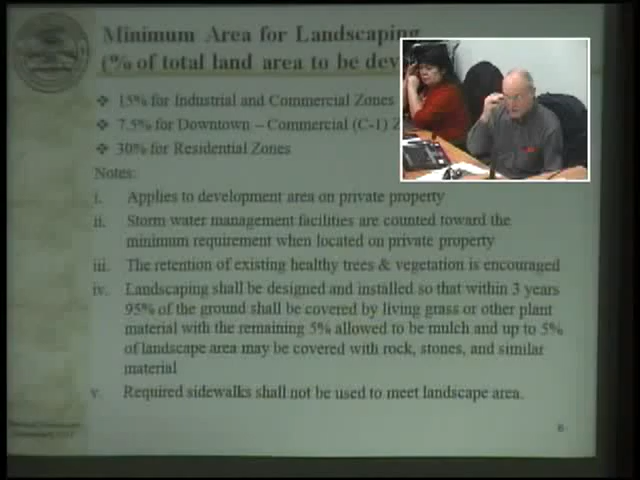 Minimum Area for Landscaping
(% of total land area to be
❖ 15% for Industrial and Commercial Zones
❖ 7.5% for Downtown – Commercial (C-1)
❖ 30% for Residential Zones
Notes:
i. Applies to development area on private property
ii. Storm water management facilities are counted toward the
minimum requirement when located on private property
iii. The retention of existing healthy trees & vegetation is encouraged
iv. Landscaping shall be designed and installed so that within 3 years
95% of the ground shall be covered by living grass or other plant
material with the remaining 5% allowed to be mulch and up to 5%
of landscape area may be covered with rock, stones, and similar
material
v. Required sidewalks shall not be used to meet landscape area.
6